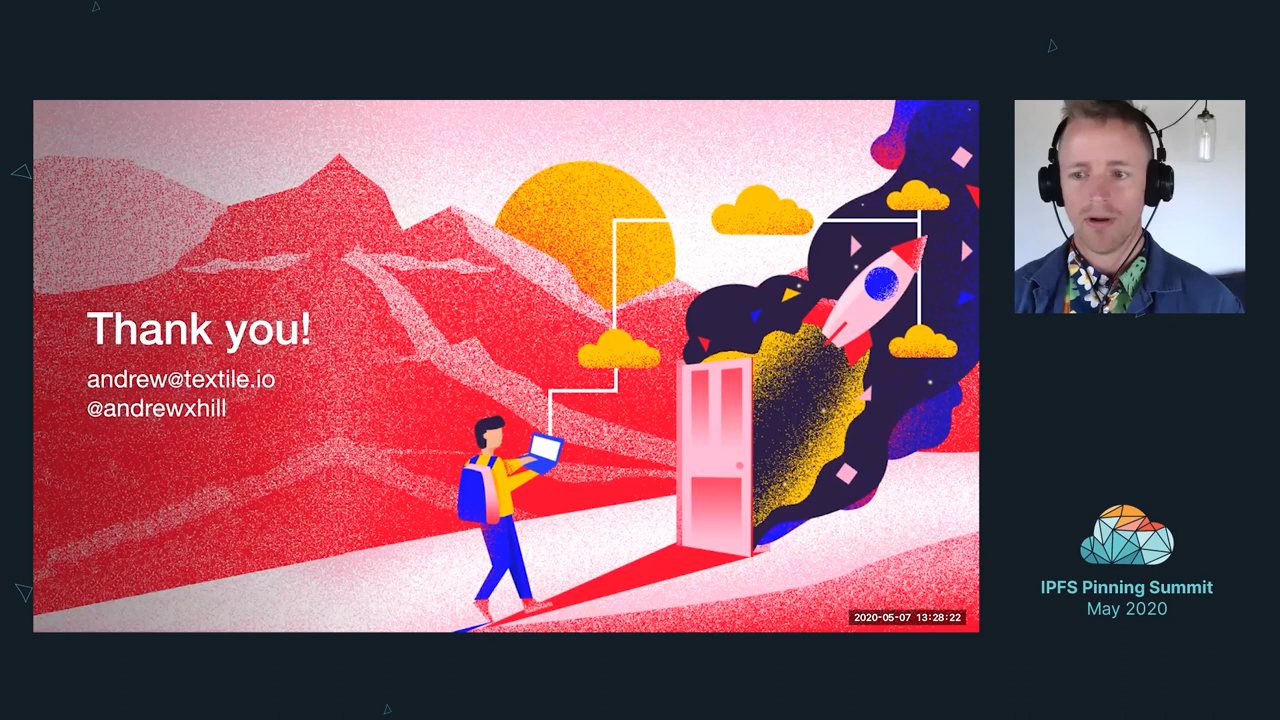 Thank you!
andrew@textile.io
@andrewxhill
2020-05-07 13:28:22
IPFS Pinning Summit
May 2020